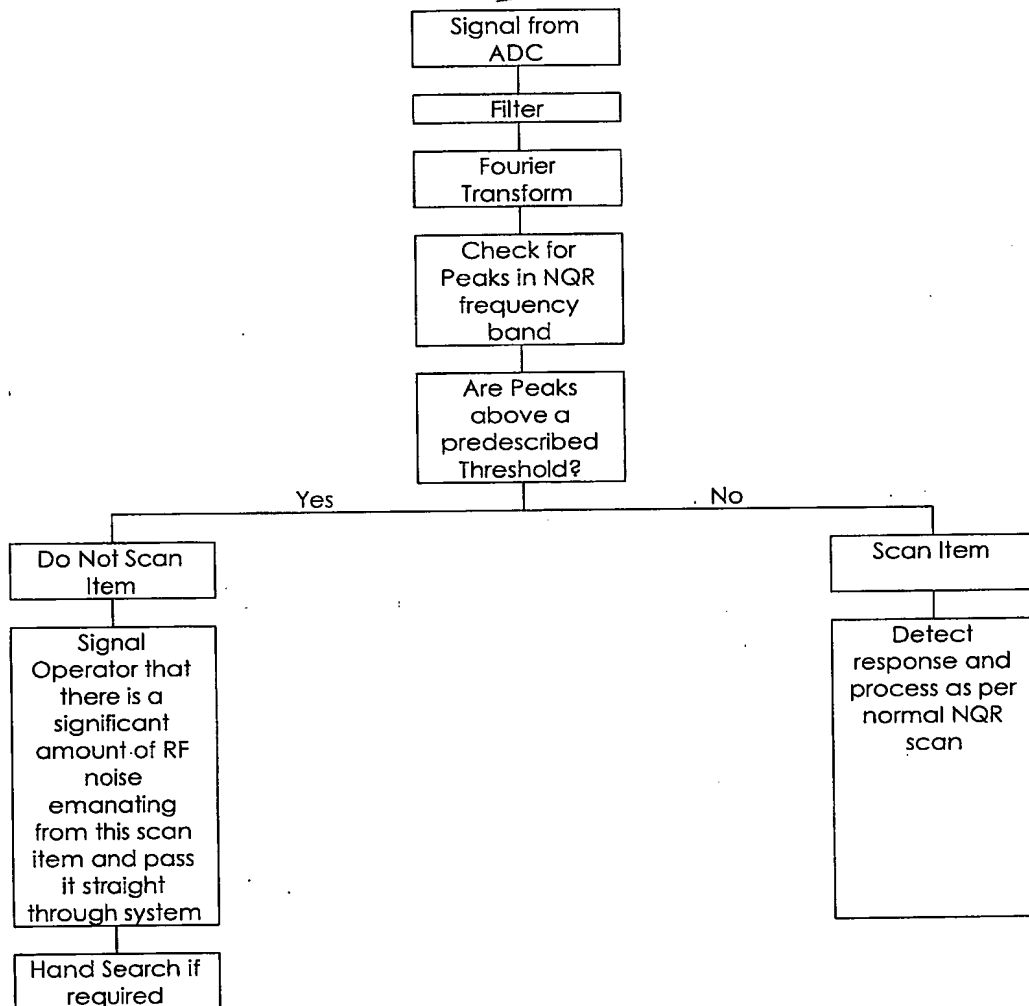 Signal from
ADC
Filter
Fourier
Transform
Check for
Peaks in NQR
frequency
band
Are Peaks
above a
predescribed
Threshold?
Yes
No
Do Not Scan
Item
Signal
Operator that
there is a
significant
amount of RF
noise
emanating
from this scan
item and pass
it straight
through system
Hand Search if
required
Scan Item
Detect
response and
process as per
normal NQR
scan